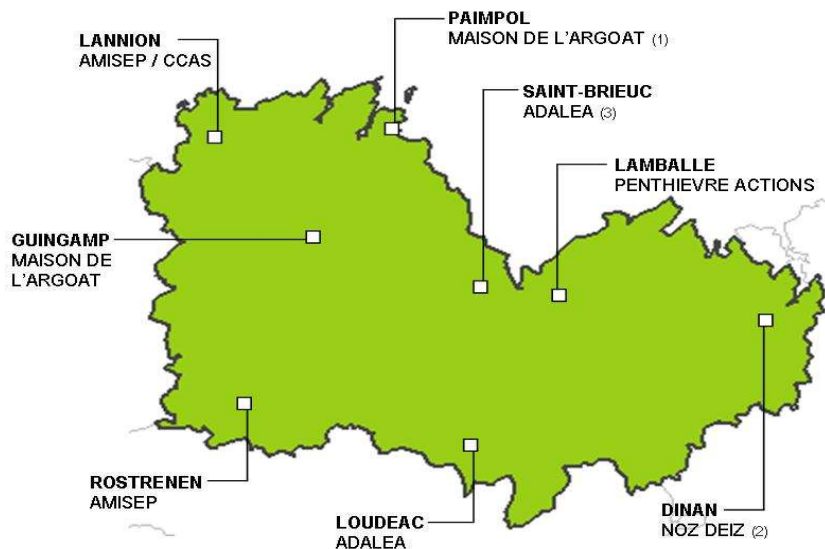 PAIMPOL
MAISON DE L'ARGOAT (1)
LANNION
AMISEP / CCAS
SAINT-BRIEUC
ADALEA (3)
LAMBALLE
PENTHIEVRE ACTIONS
GUINGAMP
MAISON DE
L'ARGOAT
ROSTRENEN
AMISEP
LOUDEAC
ADALEA
DINAN
NOZ DEIZ (2)